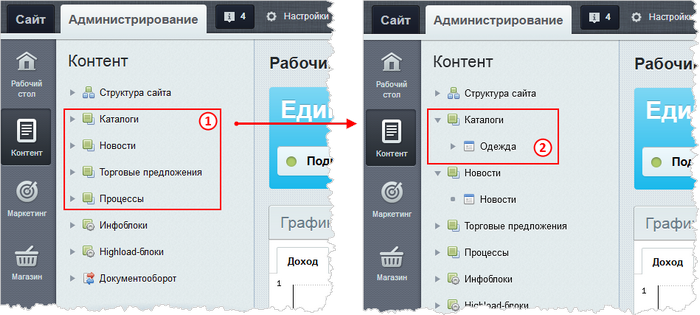 Сайт
Администрирование
4
Настройки
Рабочий стол
Контент
Маркетинг
Магазин
Контент
Структура сайта
Каталоги
1
Новости
Торговые предложения
Процессы
Инфоблоки
Highload-блоки
Документооборот
Рабочи
Еди
Под
График
Доход
1
Сайт
Администрирование
4
Настройки
Рабочий стол
Контент
Маркетинг
Магазин
Контент
Структура сайта
Каталоги
Одежда
2
Новости
Новости
Торговые предложения
Процессы
Инфоблоки
Highload-блоки
Рабочи
Еди
Под
График
Доход
1